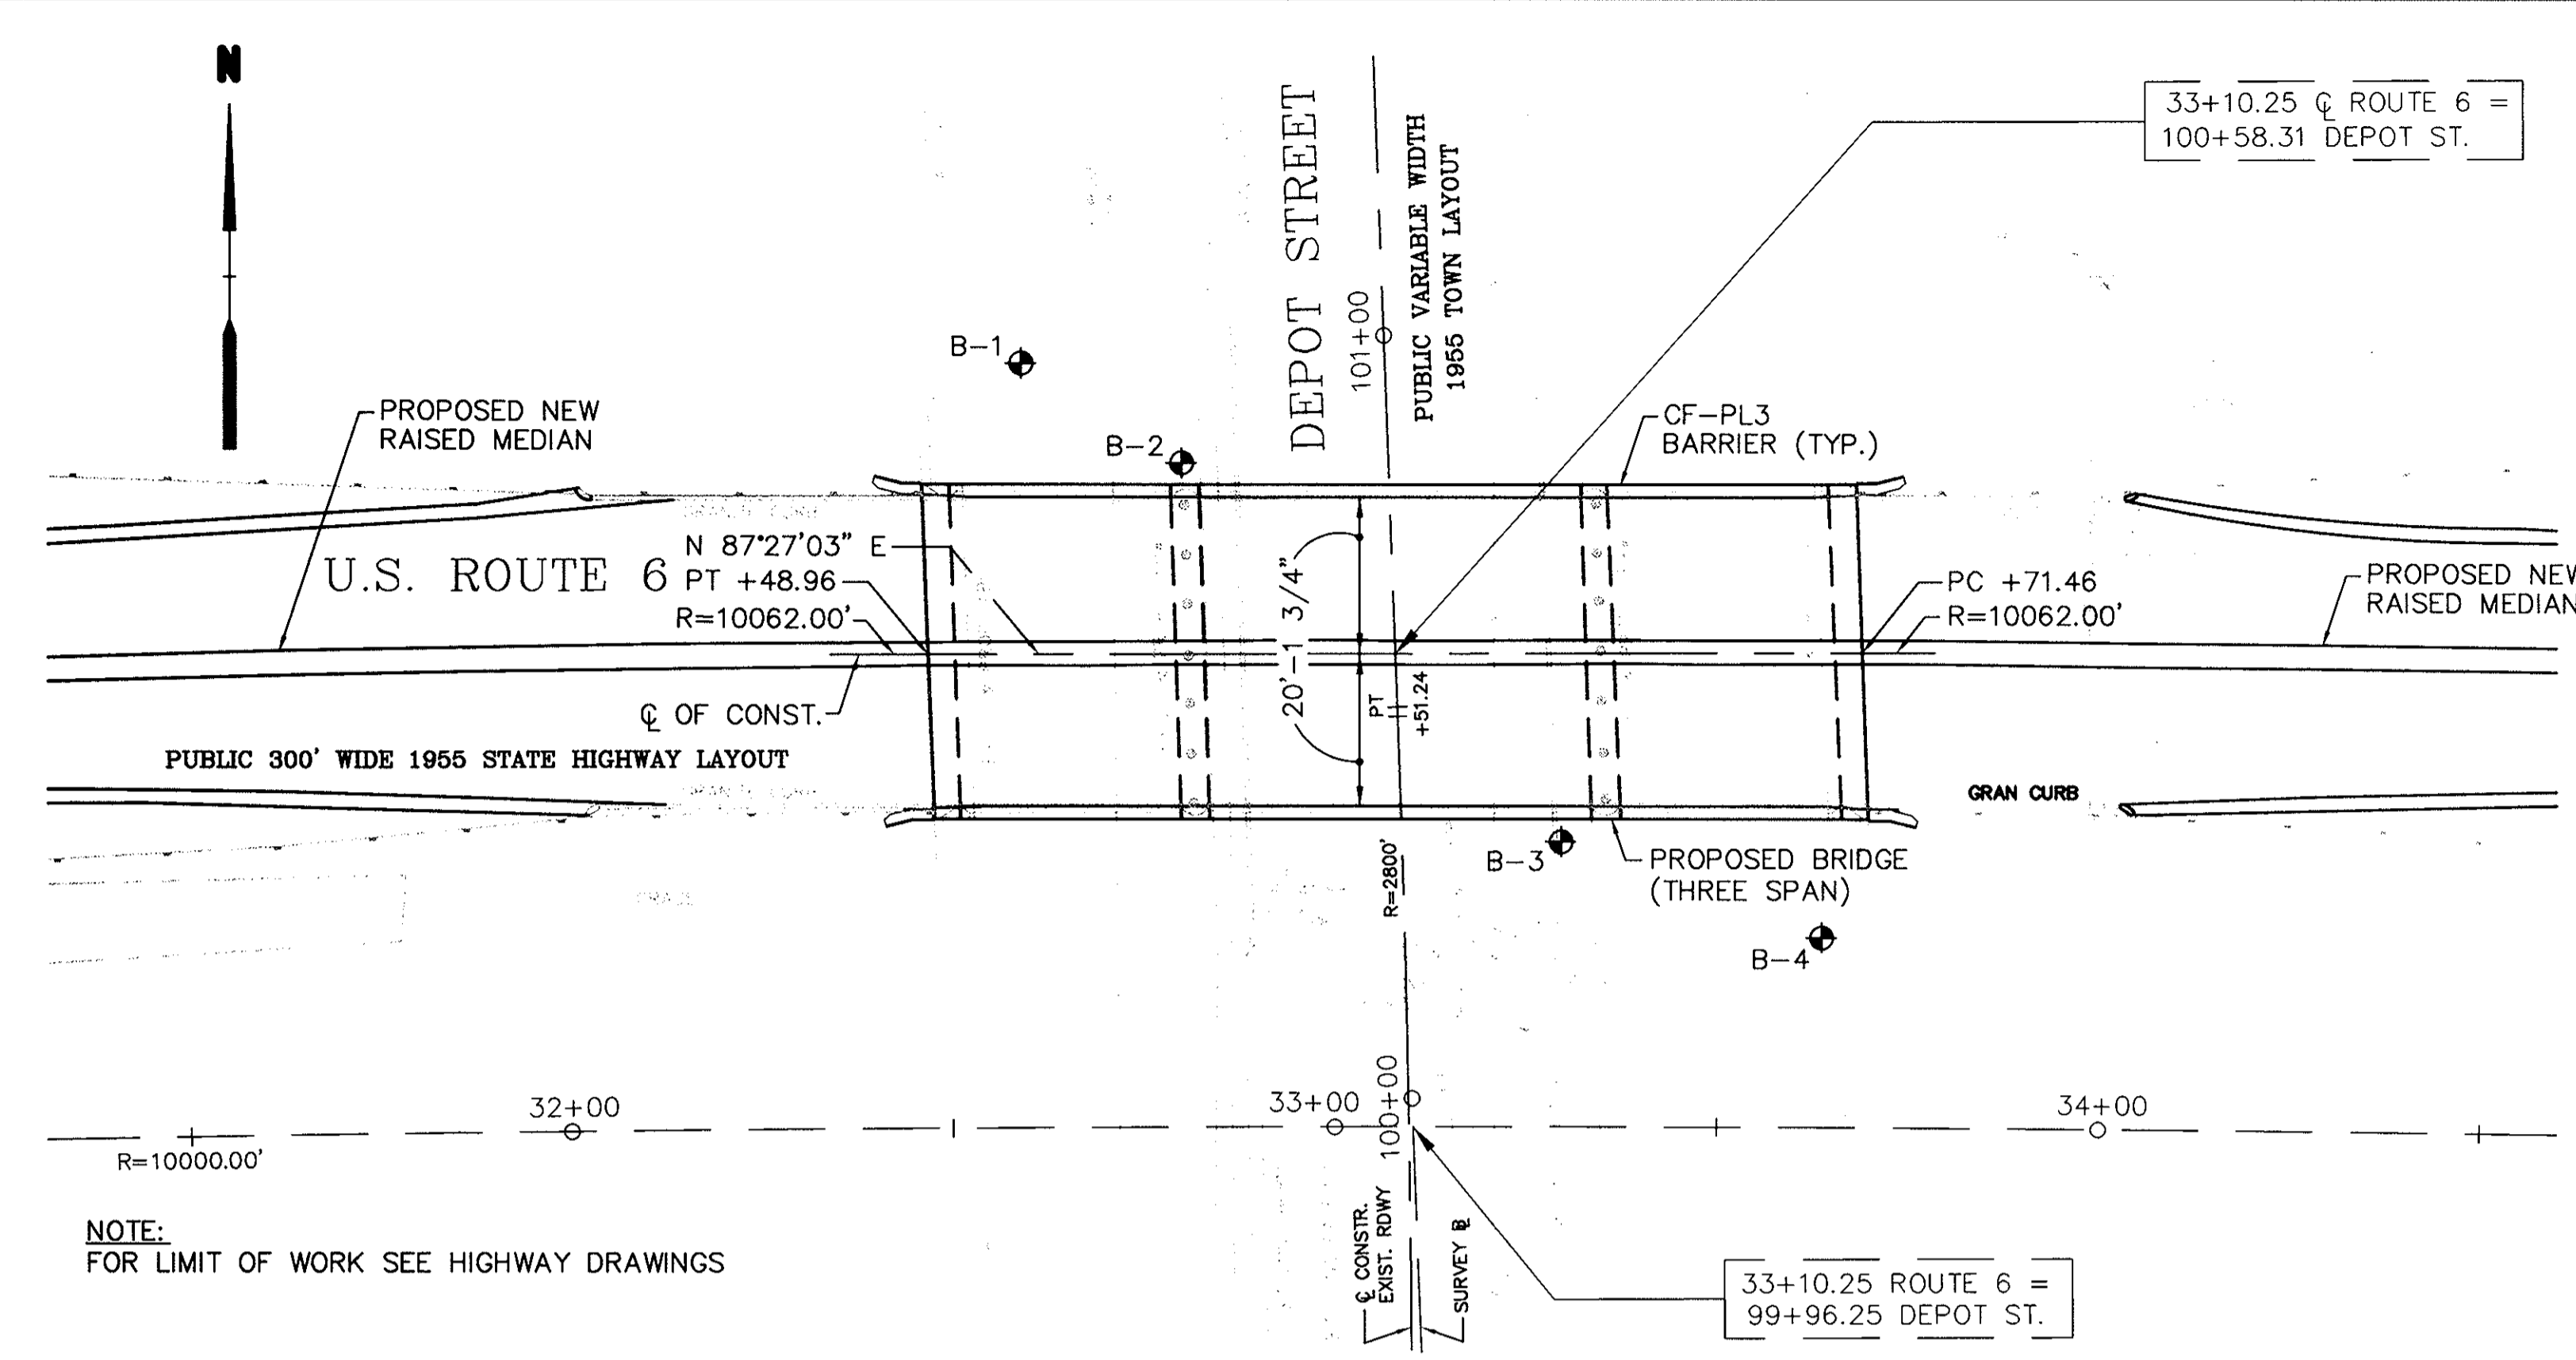 N
33+10.25 ℄ ROUTE 6 =
100+58.31 DEPOT ST.
DEPOT STREET
PUBLIC VARIABLE WIDTH
1955 TOWN LAYOUT
101+00
B-1
B-2
PROPOSED NEW
RAISED MEDIAN
CF-PL3
BARRIER (TYP.)
U.S. ROUTE 6
N 87°27'03" E
PT +48.96
R=10062.00'
20'-1 3/4"
PT
+51.24
PC +71.46
R=10062.00'
PROPOSED NEW
RAISED MEDIAN
℄ OF CONST.
PUBLIC 300' WIDE 1955 STATE HIGHWAY LAYOUT
GRAN CURB
B-3
PROPOSED BRIDGE
(THREE SPAN)
R=2800'
B-4
32+00
33+00
100+00
34+00
R=10000.00'
NOTE:
FOR LIMIT OF WORK SEE HIGHWAY DRAWINGS
℄ CONSTR.
EXIST. RDWY
SURVEY ⅊
33+10.25 ROUTE 6 =
99+96.25 DEPOT ST.